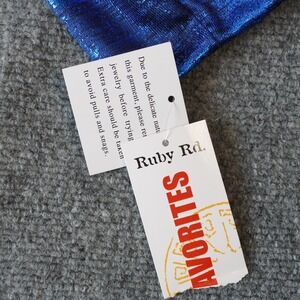 Due to the delicate
this garment, please
jewelry before trying
Extra care should be taken
to avoid pulls and snags.
Ruby Rd.
AVORITES